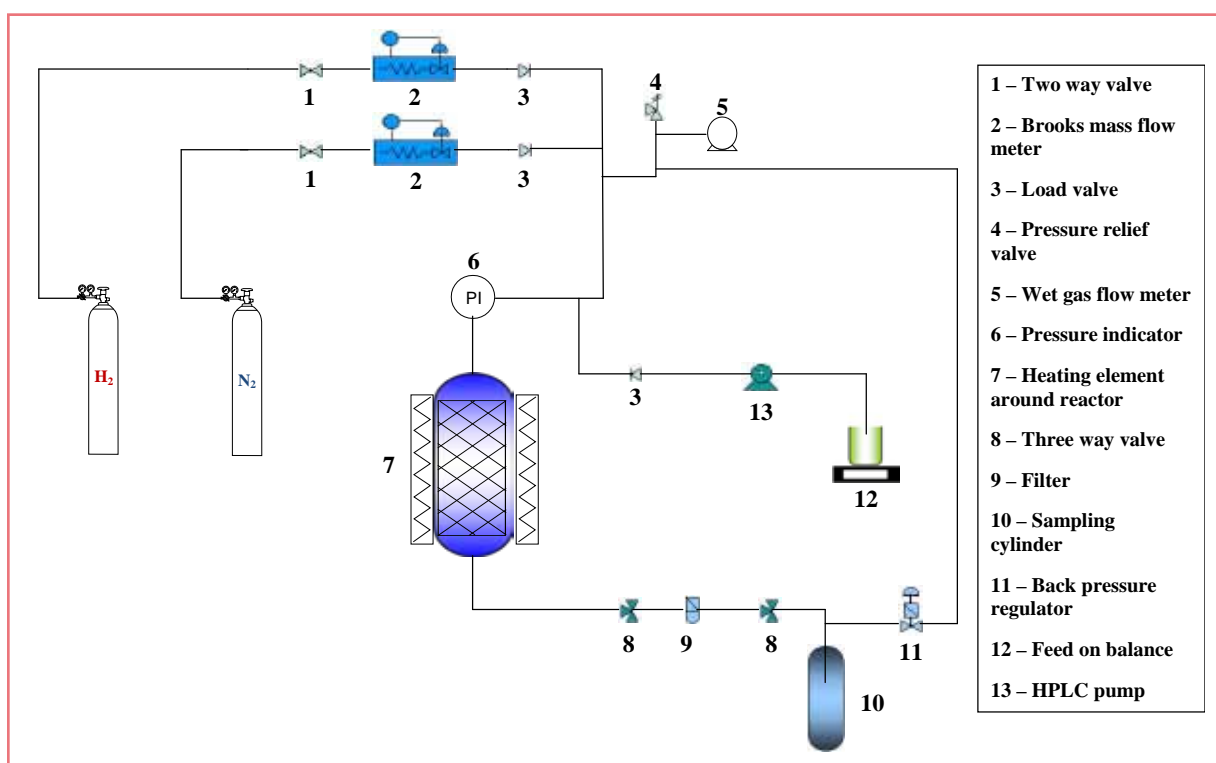 1
2
3
1
2
3
4
5
6
PI
H₂
N₂
3
13
12
7
8
9
8
11
10
1 – Two way valve
2 – Brooks mass flow
meter
3 – Load valve
4 – Pressure relief
valve
5 – Wet gas flow meter
6 – Pressure indicator
7 – Heating element
around reactor
8 – Three way valve
9 – Filter
10 – Sampling
cylinder
11 – Back pressure
regulator
12 – Feed on balance
13 – HPLC pump